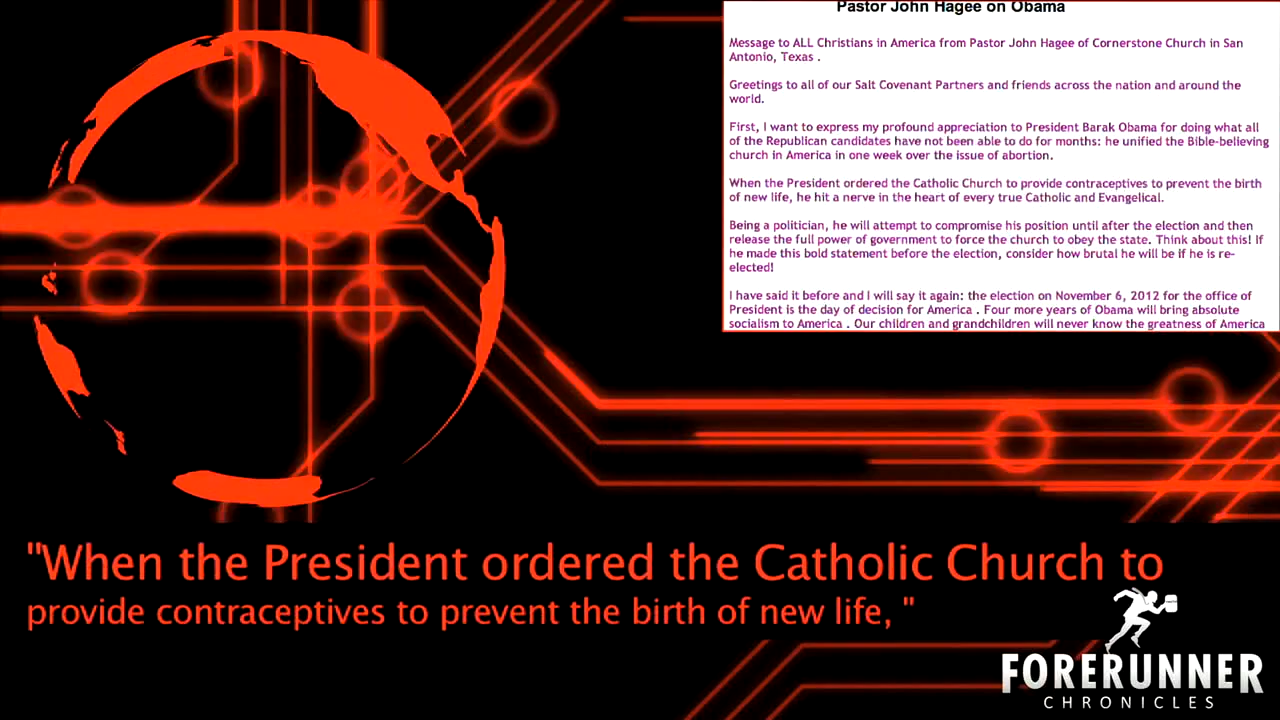 Pastor John Hagee on Obama
Message to ALL Christians in America from Pastor John Hagee of Cornerstone Church in San
Antonio, Texas .
Greetings to all of our Salt Covenant Partners and friends across the nation and around the
world.
First, I want to express my profound appreciation to President Barak Obama for doing what all
of the Republican candidates have not been able to do for months: he unified the Bible-believing
church in America in one week over the issue of abortion.
When the President ordered the Catholic Church to provide contraceptives to prevent the birth
of new life, he hit a nerve in the heart of every true Catholic and Evangelical.
Being a politician, he will attempt to compromise his position until after the election and then
release the full power of government to force the church to obey the state. Think about this! If
he made this bold statement before the election, consider how brutal he will be if he is re-
elected!
I have said it before and I will say it again: the election on November 6, 2012 for the office of
President is the day of decision for America . Four more years of Obama will bring absolute
socialism to America . Our children and grandchildren will never know the greatness of America
"When the President ordered the Catholic Church to
provide contraceptives to prevent the birth of new life, "
FORERUNNER
CHRONICLES